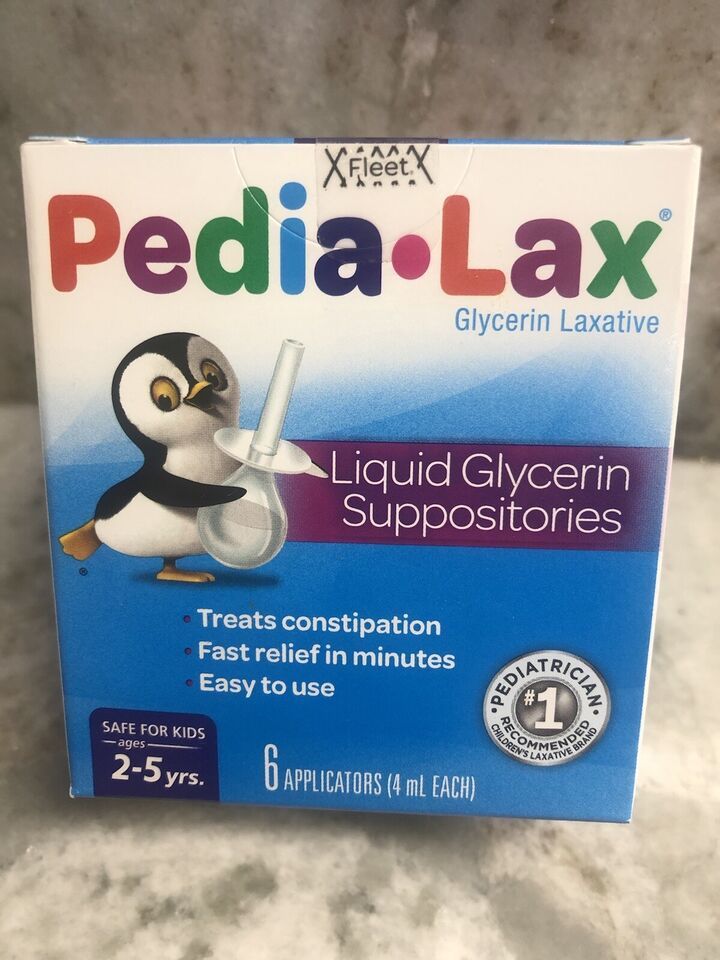 Fleet
Pedia•Lax®
Glycerin Laxative
Liquid Glycerin
Suppositories
®
• Treats constipation
• Fast relief in minutes
• Easy to use
SAFE FOR KIDS
ages
2-5 yrs.
6 APPLICATORS (4 mL EACH)
•PEDIATRICIAN•
#1
RECOMMENDED
CHILDREN'S LAXATIVE BRAND